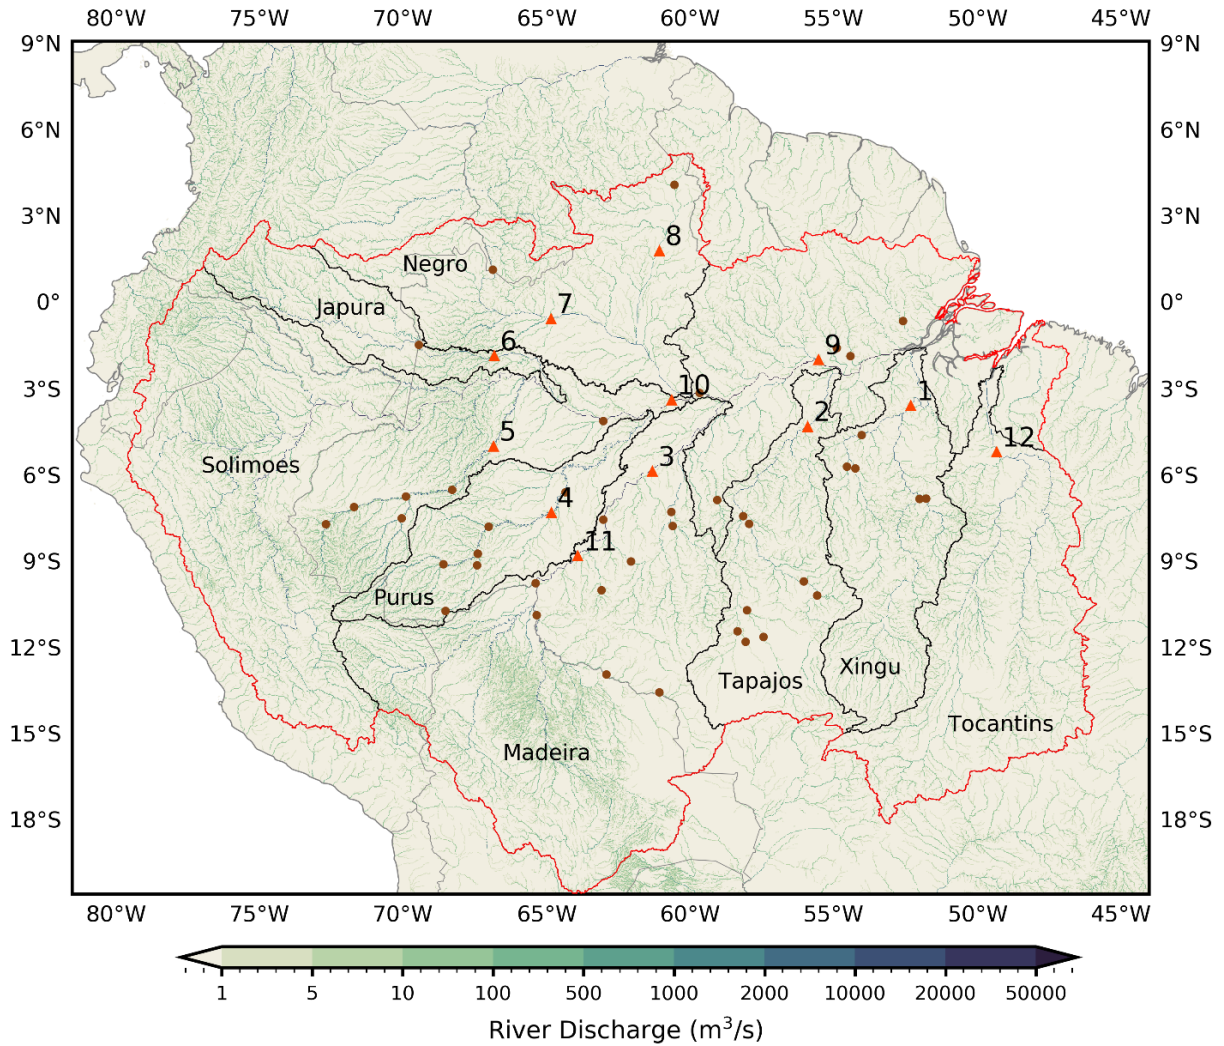 80°W 75°W 70°W 65°W 60°W 55°W 50°W 45°W
9°N 9°N
6°N 6°N
3°N 3°N
8
Negro
0° 0°
Japura 7
6 9
3°S 10 1 3°S
2
5 12
Solimoes 3
6°S 6°S
4
11
9°S 9°S
Purus
12°S 12°S
Xingu
Tapajos
Tocantins
15°S 15°S
Madeira
18°S 18°S
80°W 75°W 70°W 65°W 60°W 55°W 50°W 45°W
1 5 10 100 500 1000 2000 10000 20000 50000
River Discharge (m³/s)